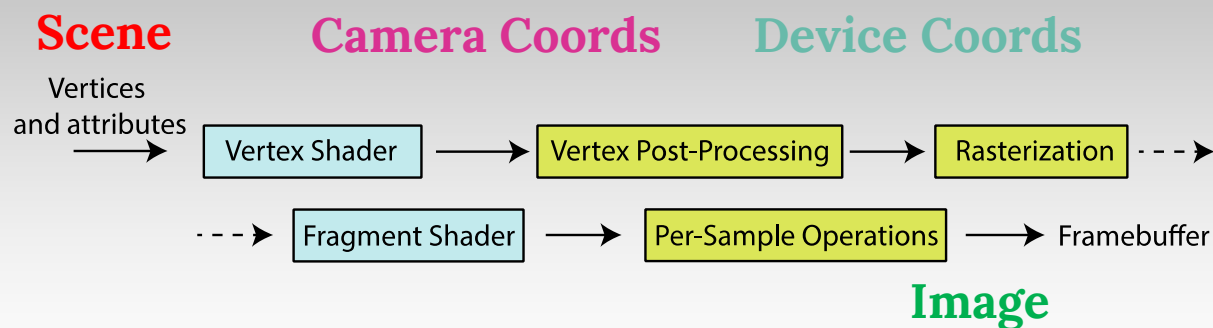 Scene
Camera Coords
Device Coords
Vertices
and attributes
Vertex Shader
Vertex Post-Processing
Rasterization
Fragment Shader
Per-Sample Operations
Framebuffer
Image